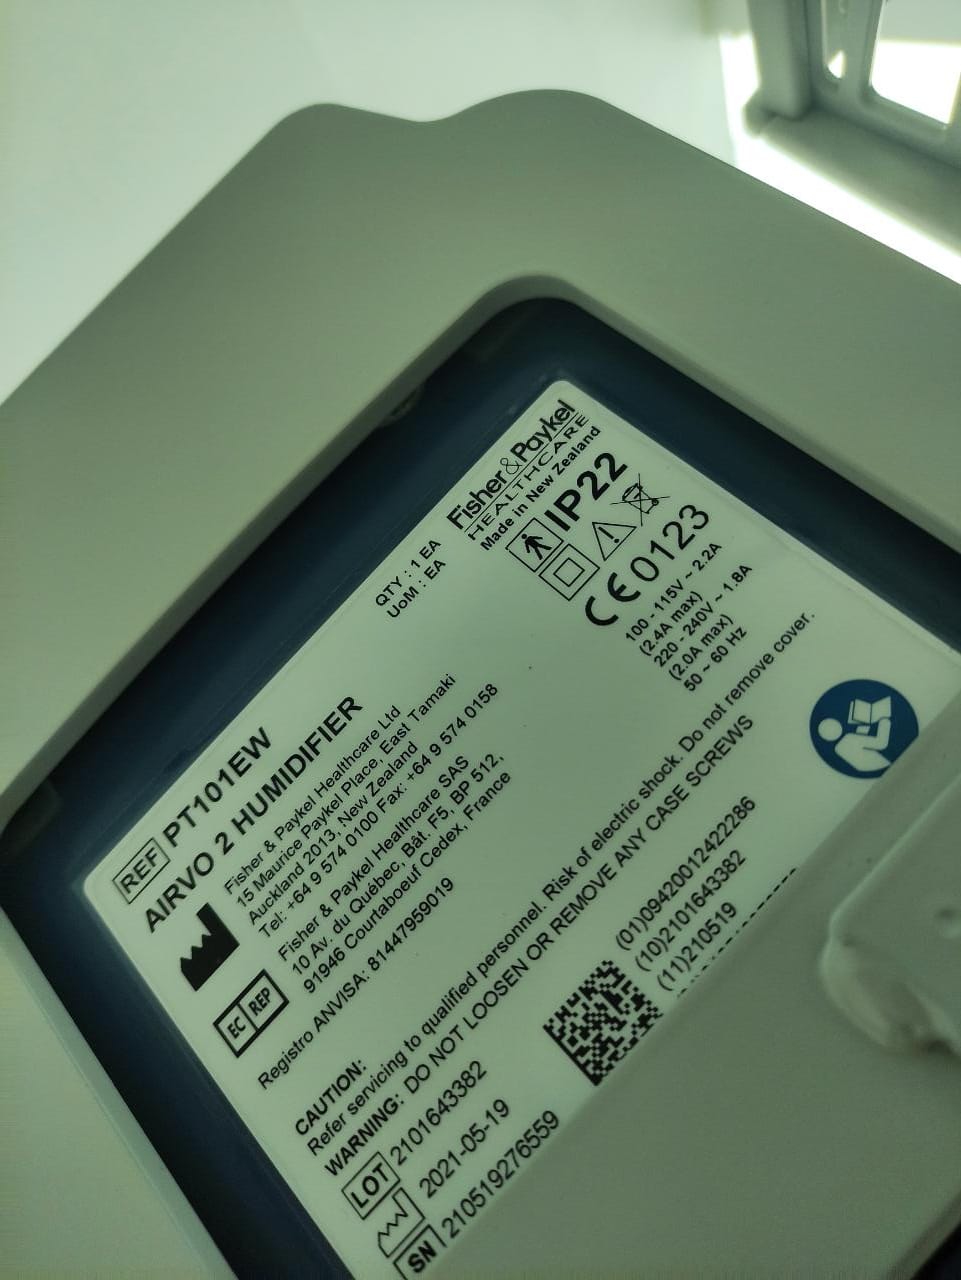 REF PT101EW
AIRVO 2 HUMIDIFIER
QTY : 1 EA
UoM : EA
Fisher & Paykel
HEALTHCARE
Made in New Zealand
IP22
CE0123
100 - 115V ~ 2.2A
(2.4A max)
220 - 240V ~ 1.8A
(2.0A max)
50 ~ 60 Hz
Fisher & Paykel Healthcare Ltd
15 Maurice Paykel Place, East Tamaki
Auckland 2013, New Zealand
Tel: +64 9 574 0100 Fax: +64 9 574 0158
EC REP
Fisher & Paykel Healthcare SAS
10 Av. du Québec, Bât. F5, BP 512,
91946 Courtaboeuf Cedex, France
Registro ANVISA: 81447959019
CAUTION:
Refer servicing to qualified personnel. Risk of electric shock. Do not remove cover.
WARNING: DO NOT LOOSEN OR REMOVE ANY CASE SCREWS
LOT 2101643382
2021-05-19
SN 210519276559
(01)09420012422286
(10)2101643382
(11)210519